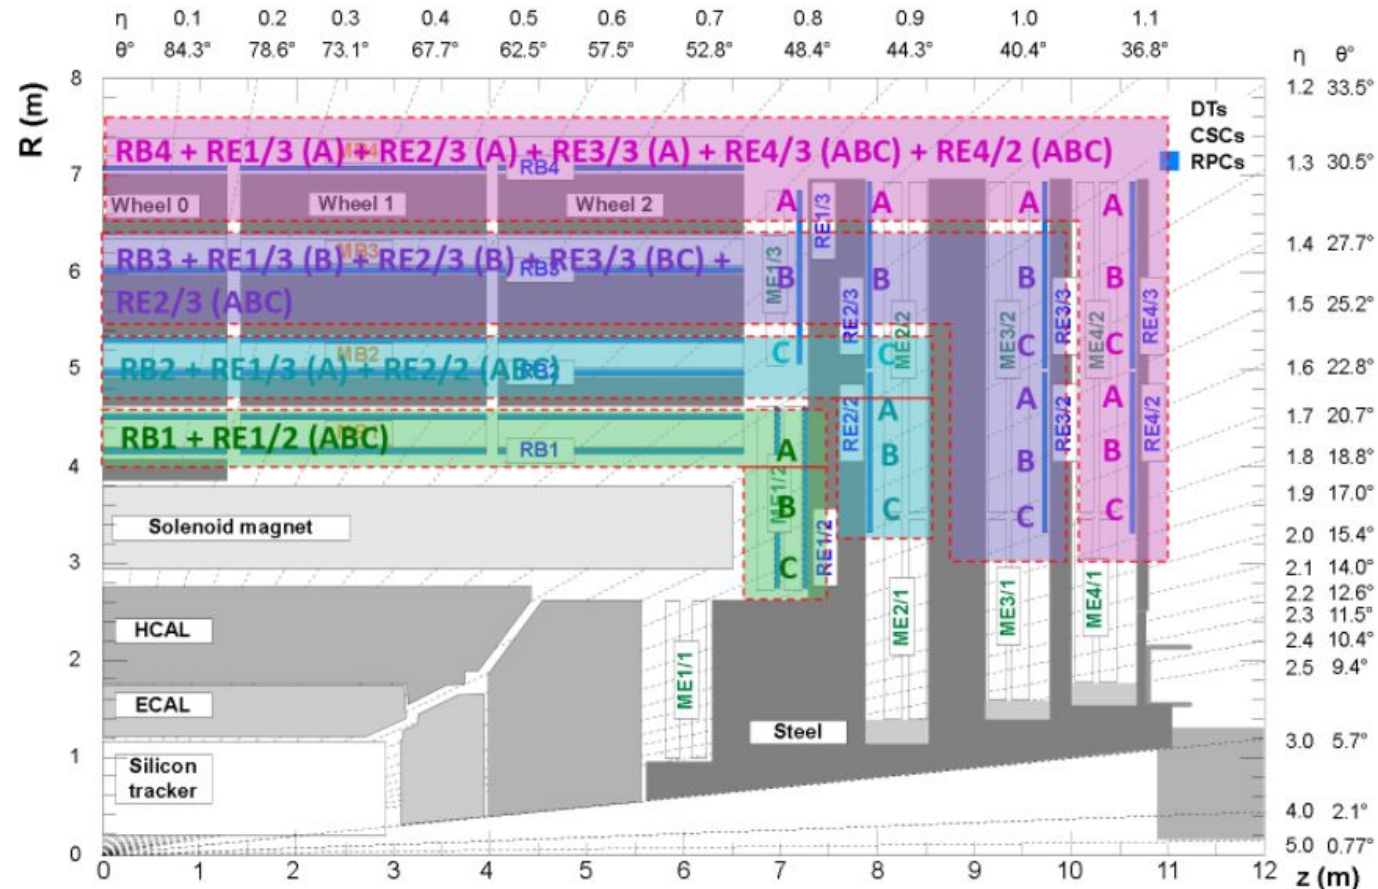 η 0.1 0.2 0.3 0.4 0.5 0.6 0.7 0.8 0.9 1.0 1.1
θ° 84.3° 78.6° 73.1° 67.7° 62.5° 57.5° 52.8° 48.4° 44.3° 40.4° 36.8°
η θ°
R (m)
8
7
6
5
4
3
2
1
0
1.2 33.5°
1.3 30.5°
1.4 27.7°
1.5 25.2°
1.6 22.8°
1.7 20.7°
1.8 18.8°
1.9 17.0°
2.0 15.4°
2.1 14.0°
2.2 12.6°
2.3 11.5°
2.4 10.4°
2.5 9.4°
3.0 5.7°
4.0 2.1°
5.0 0.77°
DTs
CSCs
RPCs
RB4 + RE1/3 (A) + RE2/3 (A) + RE3/3 (A) + RE4/3 (ABC) + RE4/2 (ABC)
RB4
Wheel 0 Wheel 1 Wheel 2
A RE1/3 A A A
MB3
RB3 + RE1/3 (B) + RE2/3 (B) + RE3/3 (BC) +
RB3
RE2/3 (ABC)
ME1/3 B B B B
RE2/3 ME2/2 ME3/2 RE3/3 ME4/2 RE4/3
MB2
RB2 + RE1/3 (A) + RE2/2 (ABC)
RB2
C C C C
RB1 + RE1/2 (ABC)
RB1
A A A A
RE2/2 RE3/2 RE4/2
ME1/2 B B B B
C C C C
RE1/2
Solenoid magnet
HCAL
ECAL
Silicon
tracker
ME1/1
ME2/1
ME3/1
ME4/1
Steel
0 1 2 3 4 5 6 7 8 9 10 11 12
z (m)